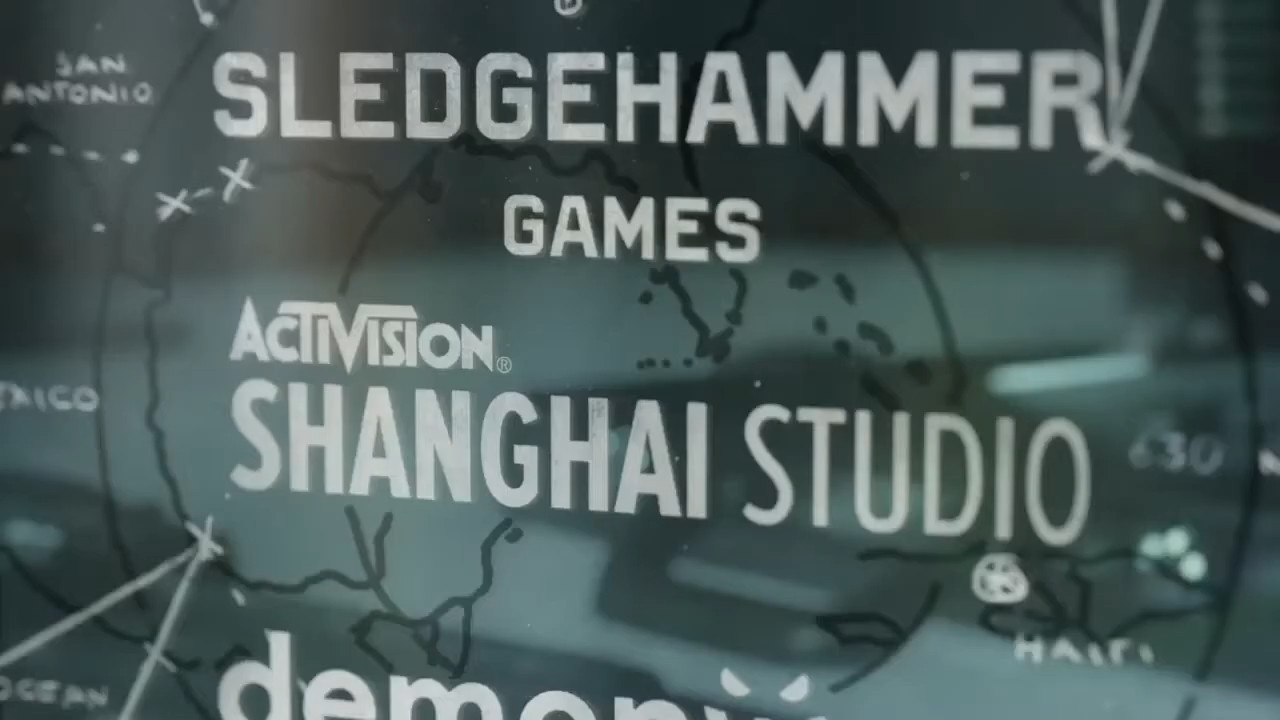 SAN
ANTONIO
SLEDGEHAMMER
GAMES
ACTIVISION®
SHANGHAI STUDIO
630
HAITI
OCEAN